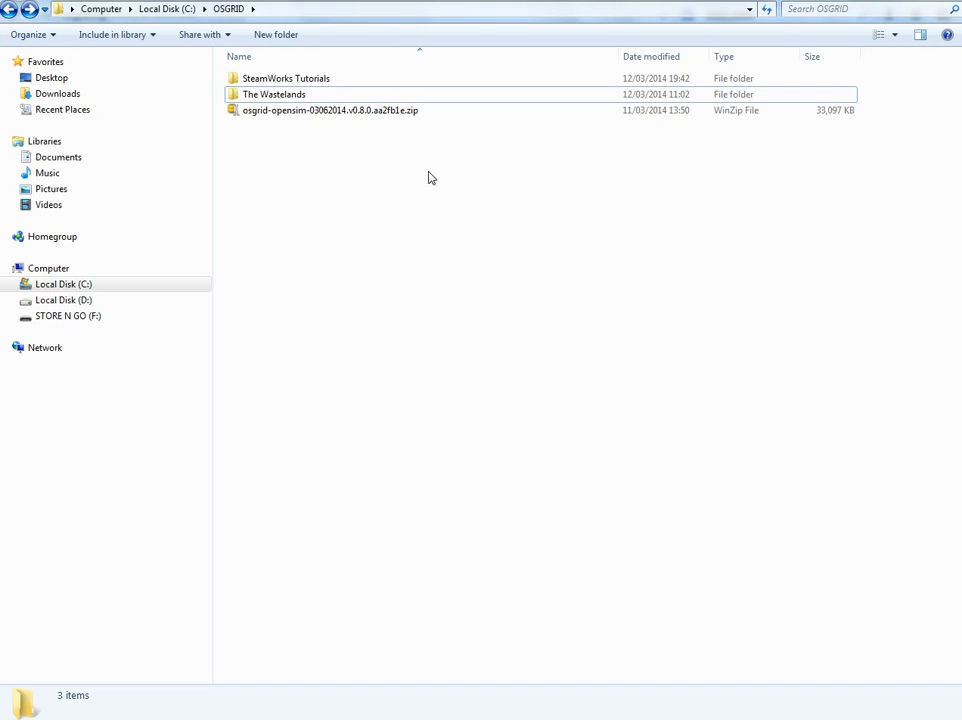 Computer Local Disk (C:) OSGRID Search OSGRID
Organize Include in library Share with New folder
Name Date modified Type Size
SteamWorks Tutorials 12/03/2014 19:42 File folder
The Wastelands 12/03/2014 11:02 File folder
osgrid-opensim-03062014.v0.8.0.aa2fb1e.zip 11/03/2014 13:50 WinZip File 33,097 KB
Favorites
Desktop
Downloads
Recent Places
Libraries
Documents
Music
Pictures
Videos
Homegroup
Computer
Local Disk (C:)
Local Disk (D:)
STORE N GO (F:)
Network
3 items